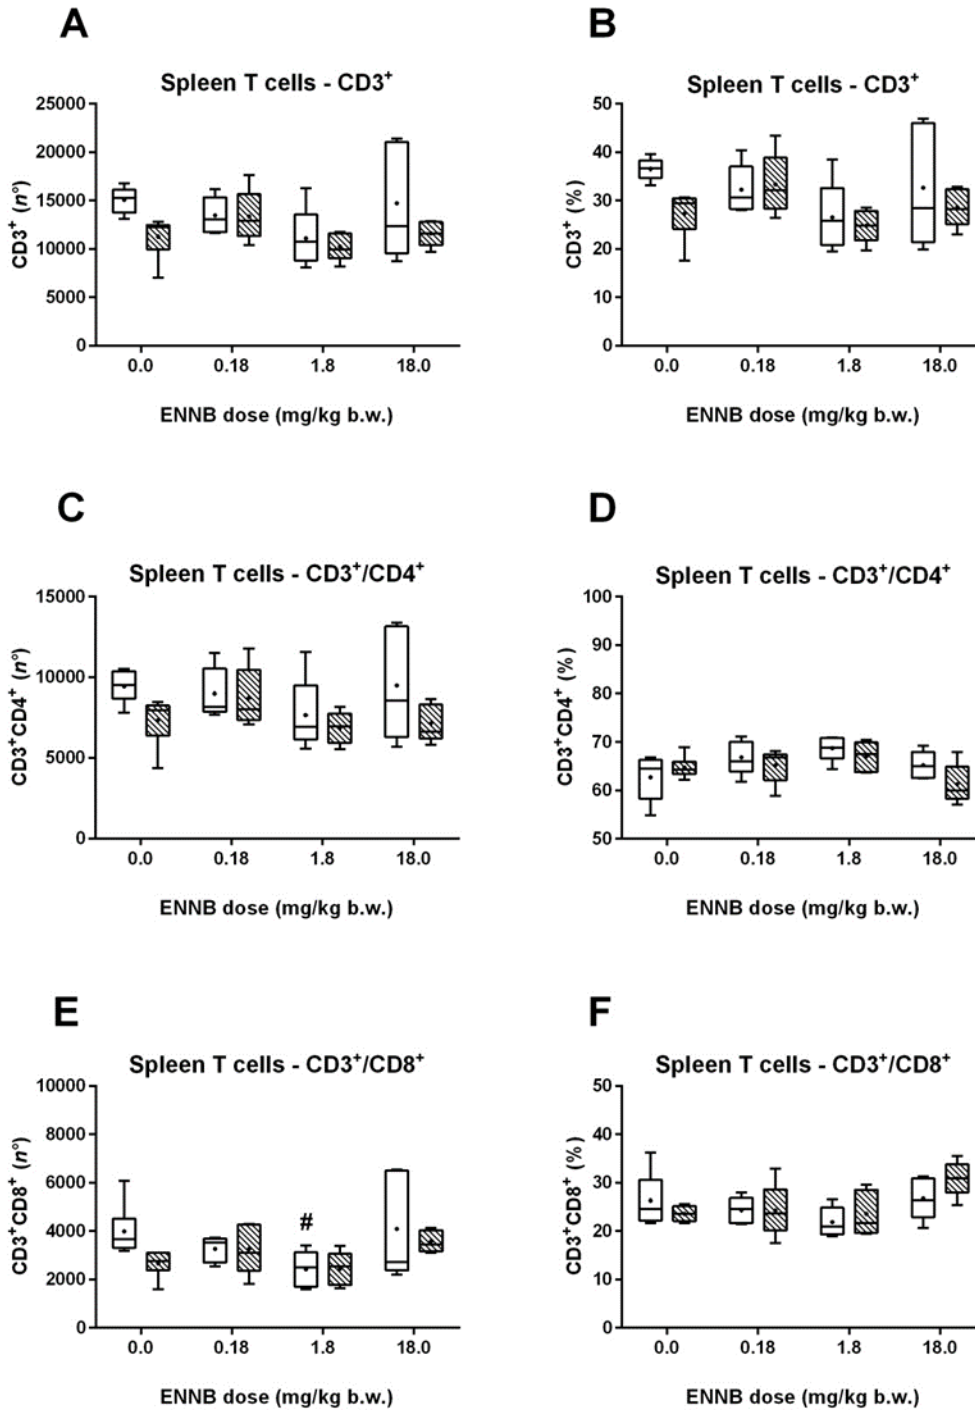 A
Spleen T cells - CD3⁺
CD3⁺ (n°)
25000
20000
15000
10000
5000
0
0.0 0.18 1.8 18.0
ENNB dose (mg/kg b.w.)
B
Spleen T cells - CD3⁺
CD3⁺ (%)
50
40
30
20
10
0
0.0 0.18 1.8 18.0
ENNB dose (mg/kg b.w.)
C
Spleen T cells - CD3⁺/CD4⁺
CD3⁺CD4⁺ (n°)
15000
10000
5000
0
0.0 0.18 1.8 18.0
ENNB dose (mg/kg b.w.)
D
Spleen T cells - CD3⁺/CD4⁺
CD3⁺CD4⁺ (%)
100
90
80
70
60
50
0.0 0.18 1.8 18.0
ENNB dose (mg/kg b.w.)
E
Spleen T cells - CD3⁺/CD8⁺
CD3⁺CD8⁺ (n°)
10000
8000
6000
4000
2000
0
#
0.0 0.18 1.8 18.0
ENNB dose (mg/kg b.w.)
F
Spleen T cells - CD3⁺/CD8⁺
CD3⁺CD8⁺ (%)
50
40
30
20
10
0
0.0 0.18 1.8 18.0
ENNB dose (mg/kg b.w.)